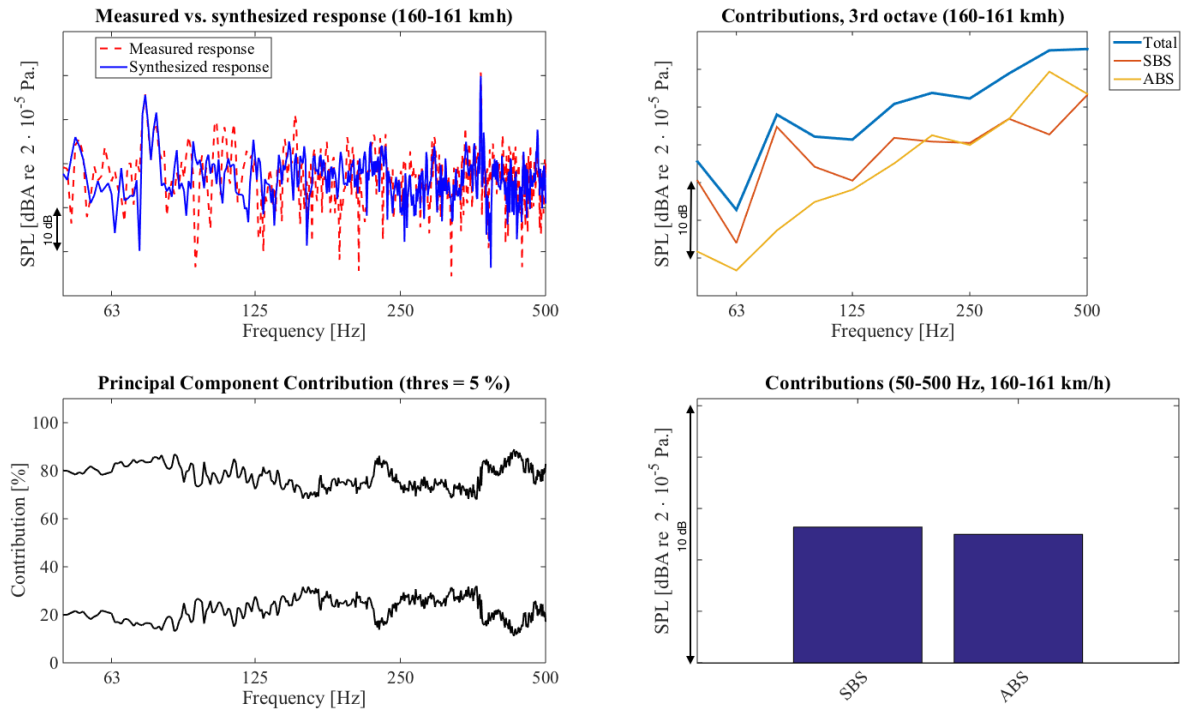 Measured vs. synthesized response (160-161 kmh)
Measured response
Synthesized response
SPL [dBA re 2 · 10⁻⁵ Pa.]
10 dB
63 125 250 500
Frequency [Hz]
Contributions, 3rd octave (160-161 kmh)
Total
SBS
ABS
SPL [dBA re 2 · 10⁻⁵ Pa.]
10 dB
63 125 250 500
Frequency [Hz]
Principal Component Contribution (thres = 5 %)
Contribution [%]
100
80
60
40
20
0
63 125 250 500
Frequency [Hz]
Contributions (50-500 Hz, 160-161 km/h)
SPL [dBA re 2 · 10⁻⁵ Pa.]
10 dB
SBS ABS